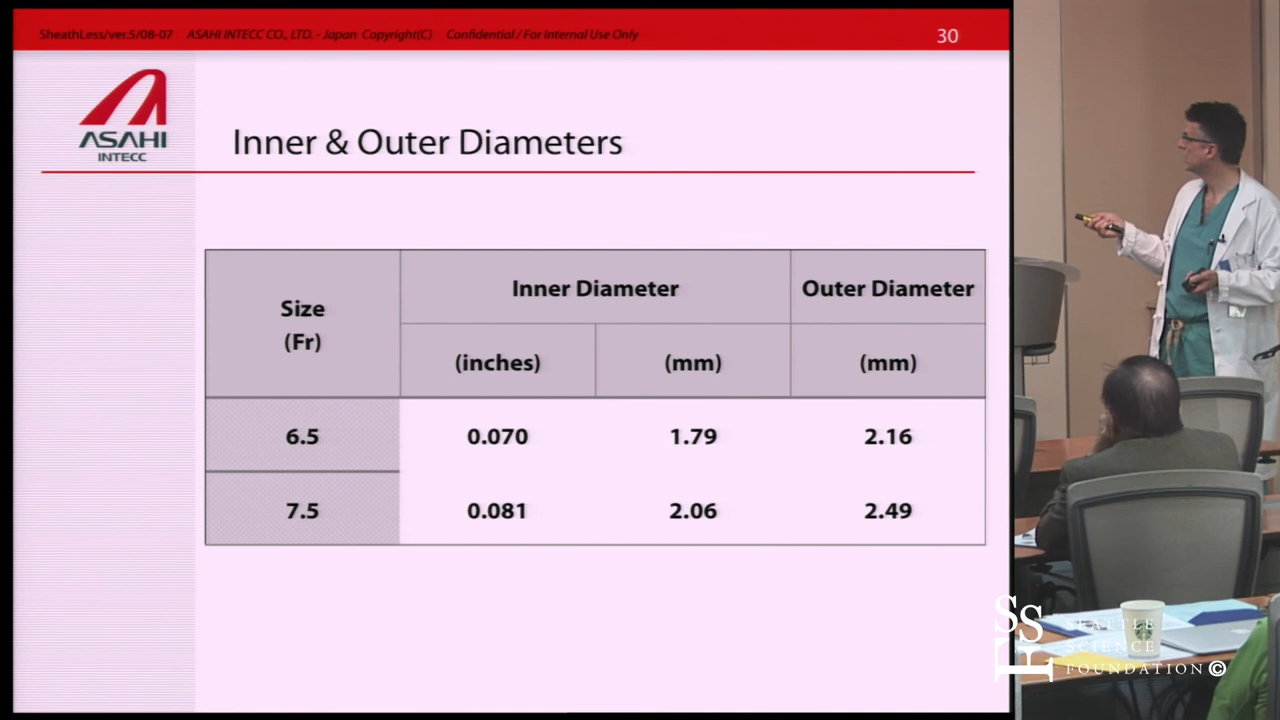 SheathLess/ver.5/08-07 ASAHI INTECC CO., LTD. - Japan Copyright(C) Confidential / For Internal Use Only 30
ASAHI
INTECC
Inner & Outer Diameters
Size
(Fr)
Inner Diameter
Outer Diameter
(inches) (mm) (mm)
6.5 0.070 1.79 2.16
7.5 0.081 2.06 2.49
SSF
SEATTLE
SCIENCE
FOUNDATION ©